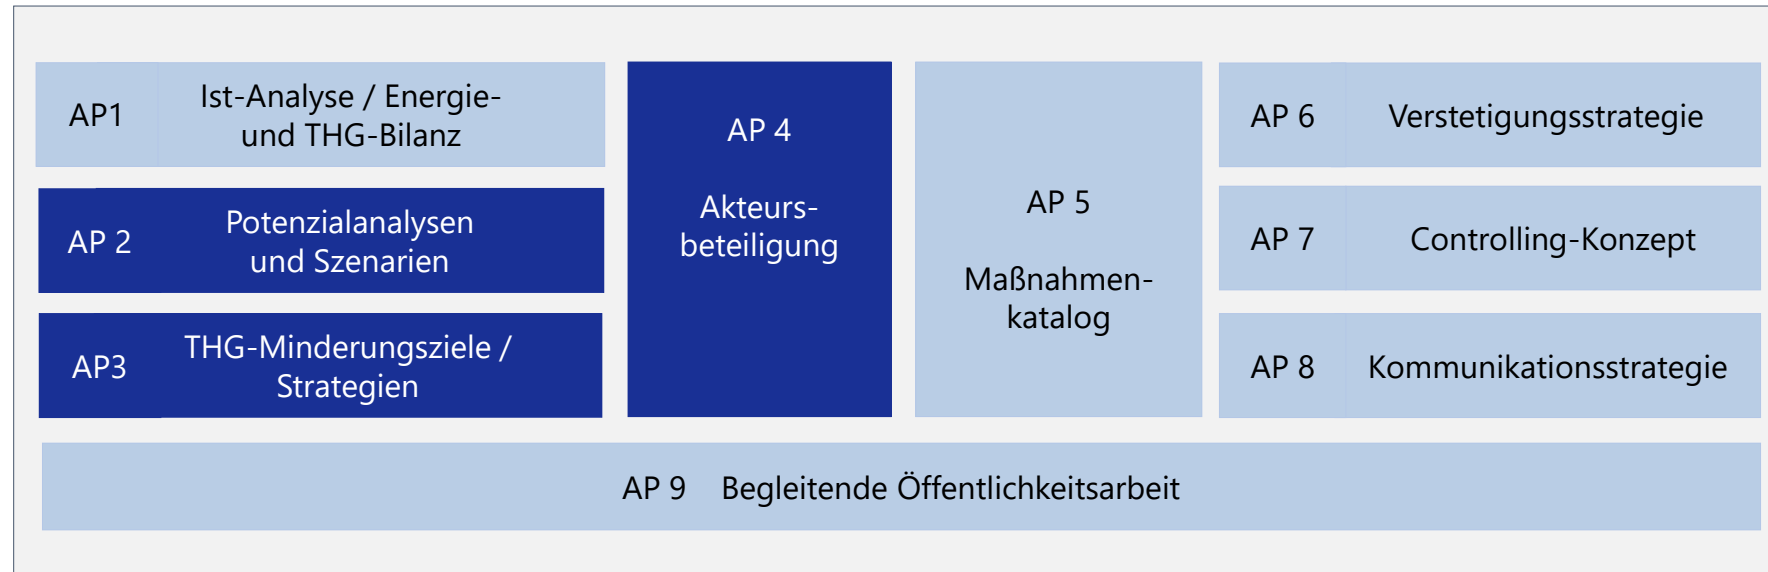 AP1
Ist-Analyse / Energie-
und THG-Bilanz
AP 2
Potenzialanalysen
und Szenarien
AP3
THG-Minderungsziele /
Strategien
AP 4
Akteurs-
beteiligung
AP 5
Maßnahmen-
katalog
AP 6 Verstetigungsstrategie
AP 7 Controlling-Konzept
AP 8 Kommunikationsstrategie
AP 9 Begleitende Öffentlichkeitsarbeit